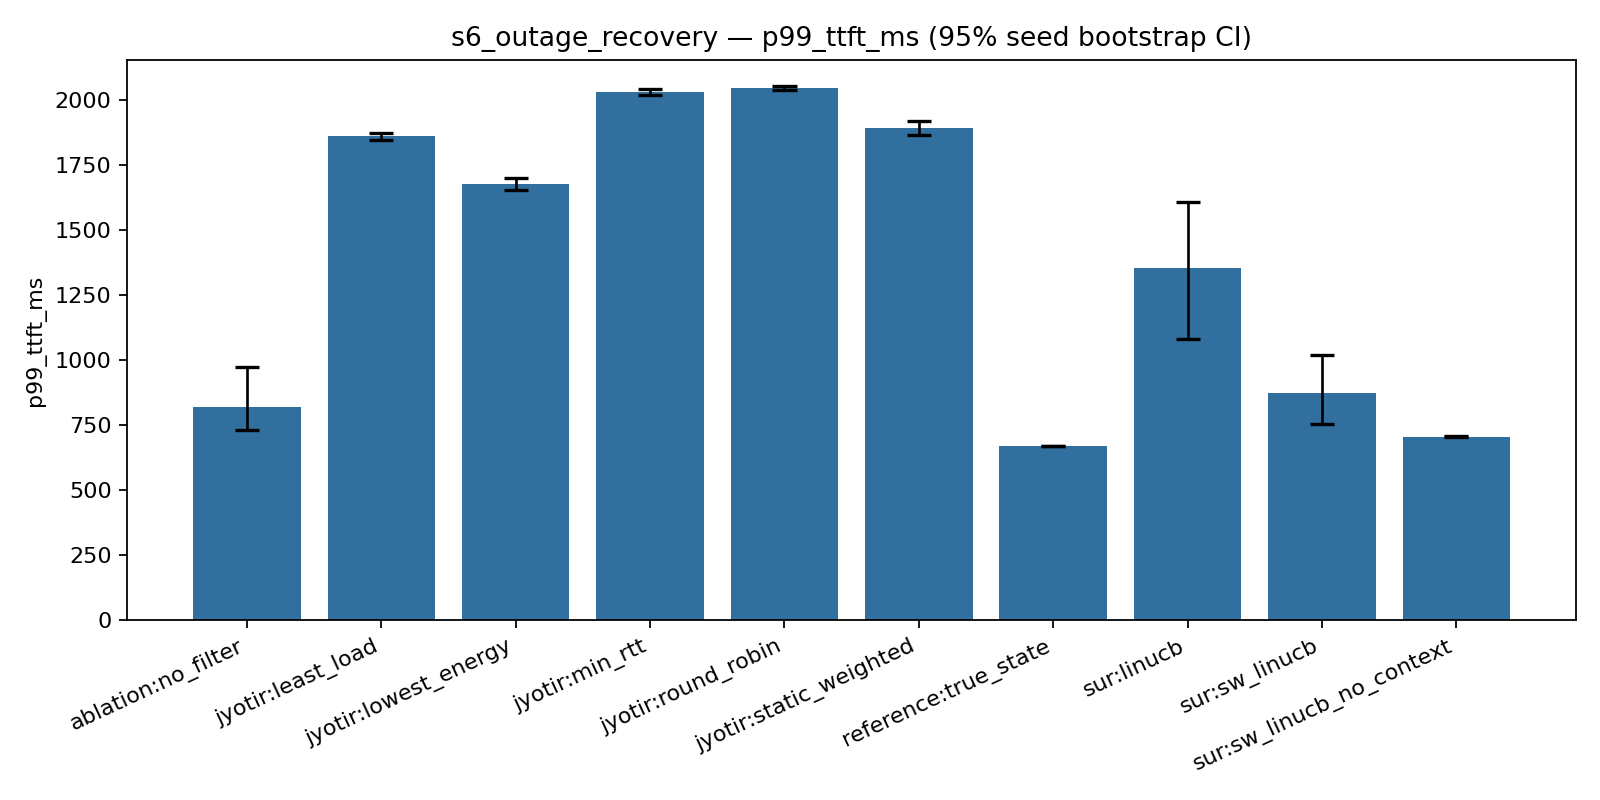 s6_outage_recovery — p99_ttft_ms (95% seed bootstrap CI)
p99_ttft_ms
2000
1750
1500
1250
1000
750
500
250
0
ablation:no_filter
jyotir:least_load
jyotir:lowest_energy
jyotir:min_rtt
jyotir:round_robin
jyotir:static_weighted
reference:true_state
sur:linucb
sur:sw_linucb
sur:sw_linucb_no_context